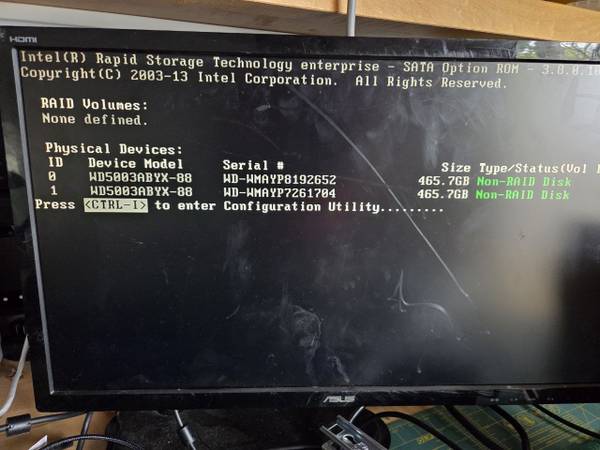 HDMI
Intel(R) Rapid Storage Technology enterprise - SATA Option ROM - 3.8.0.10
Copyright(C) 2003-13 Intel Corporation. All Rights Reserved.
RAID Volumes:
None defined.
Physical Devices:
ID Device Model Serial # Size Type/Status(Vol
0 WD5003ABYX-88 WD-WMAYP8192652 465.7GB Non-RAID Disk
1 WD5003ABYX-88 WD-WMAYP7261704 465.7GB Non-RAID Disk
Press <CTRL-I> to enter Configuration Utility.........
ASUS